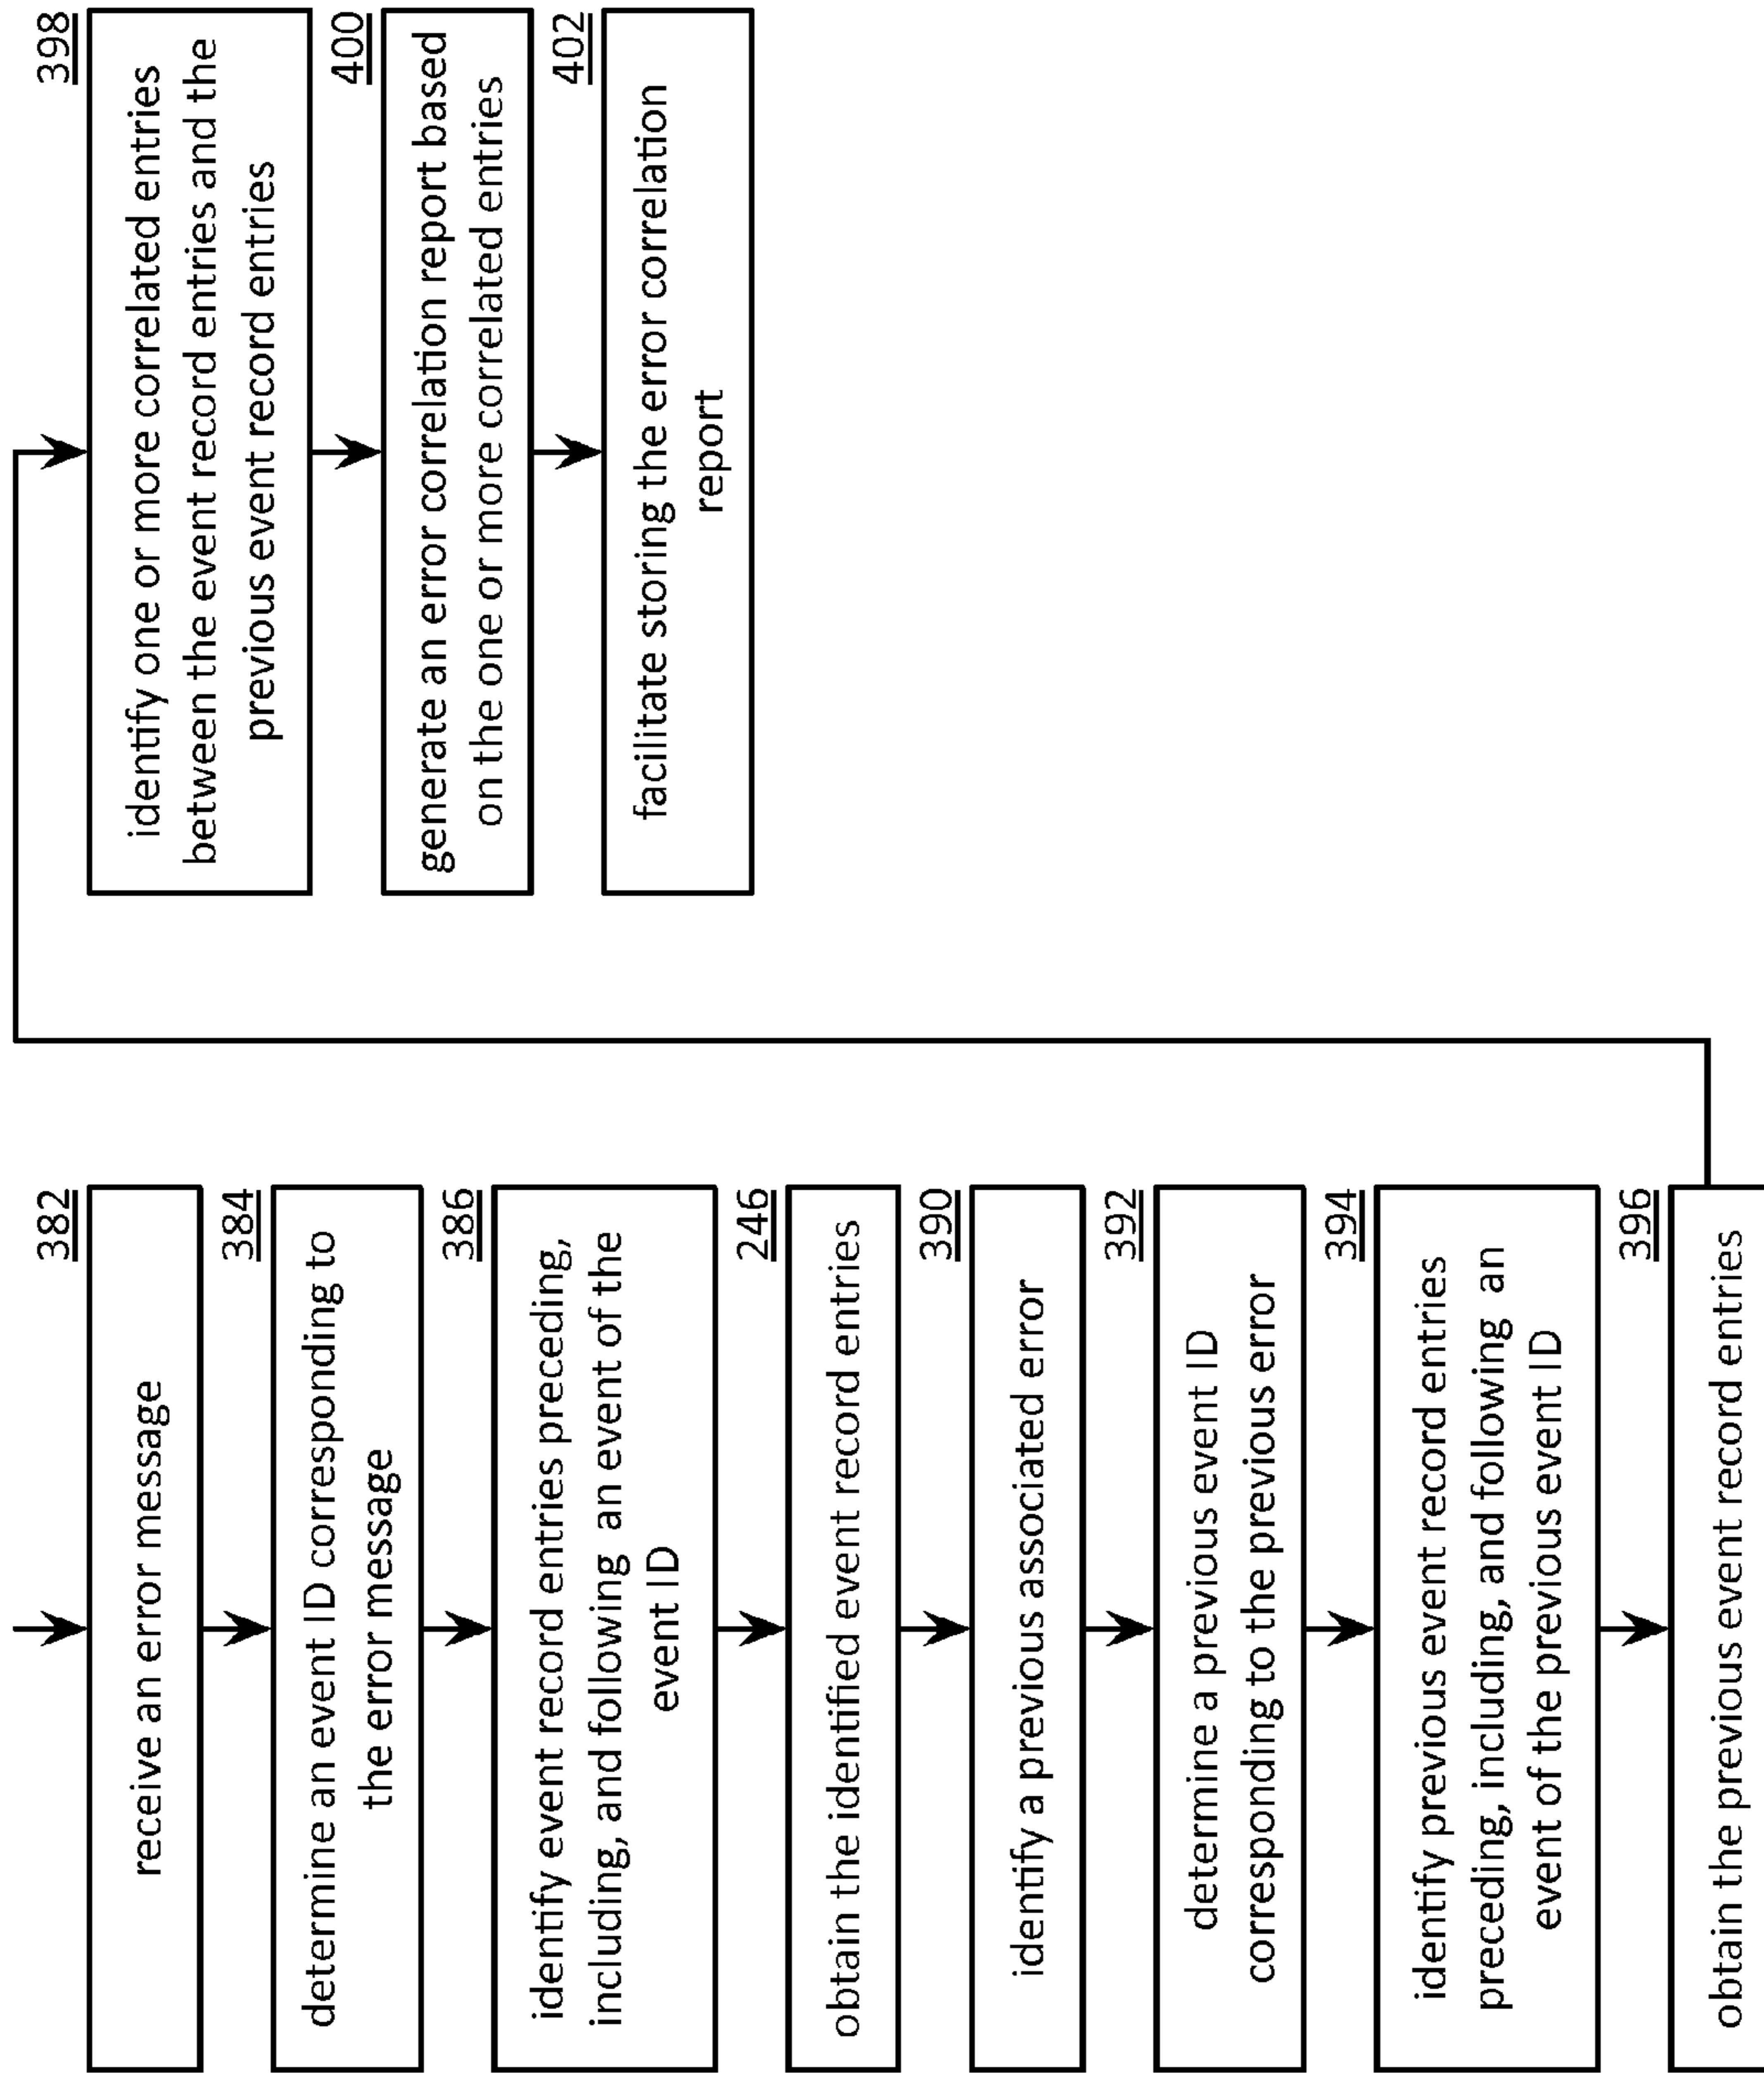 382
receive an error message
384
determine an event ID corresponding to
the error message
386
identify event record entries preceding,
including, and following an event of the
event ID
246
obtain the identified event record entries
390
identify a previous associated error
392
determine a previous event ID
corresponding to the previous error
394
identify previous event record entries
preceding, including, and following an
event of the previous event ID
396
obtain the previous event record entries
398
identify one or more correlated entries
between the event record entries and the
previous event record entries
400
generate an error correlation report based
on the one or more correlated entries
402
facilitate storing the error correlation
report